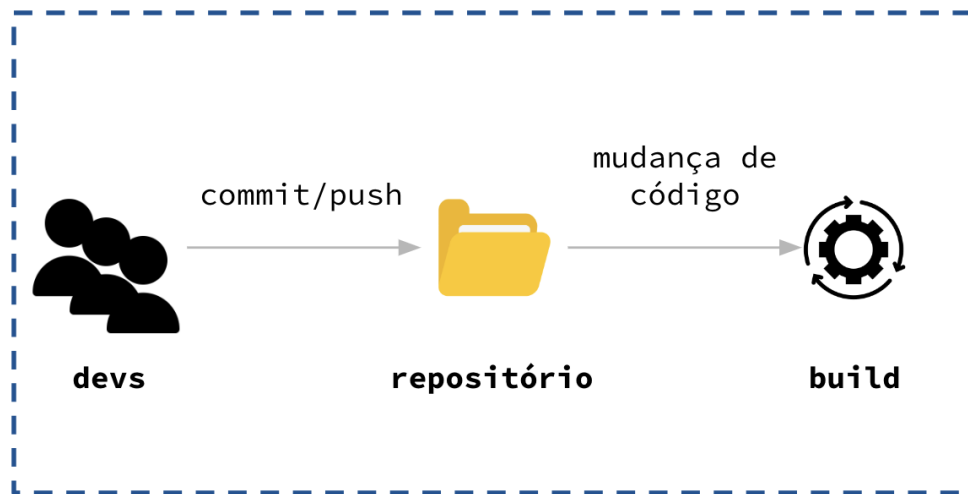 commit/push
mudança de
código
devs
repositório
build